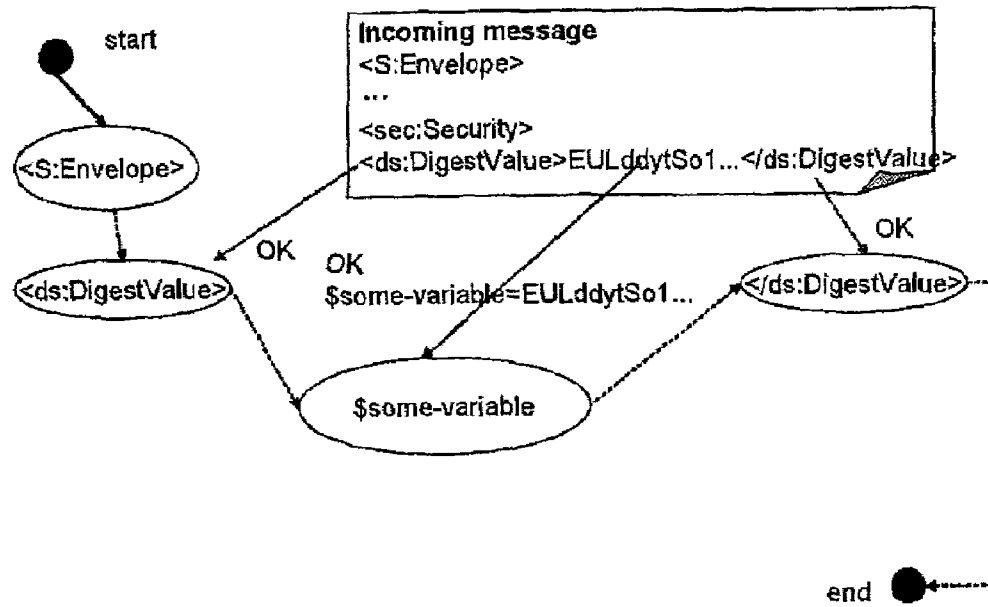 start
Incoming message
<S:Envelope>
...
<sec:Security>
<ds:DigestValue>EULddytSo1...</ds:DigestValue>
<S:Envelope>
OK
OK
OK
$some-variable=EULddytSo1...
<ds:DigestValue>
</ds:DigestValue>
$some-variable
end